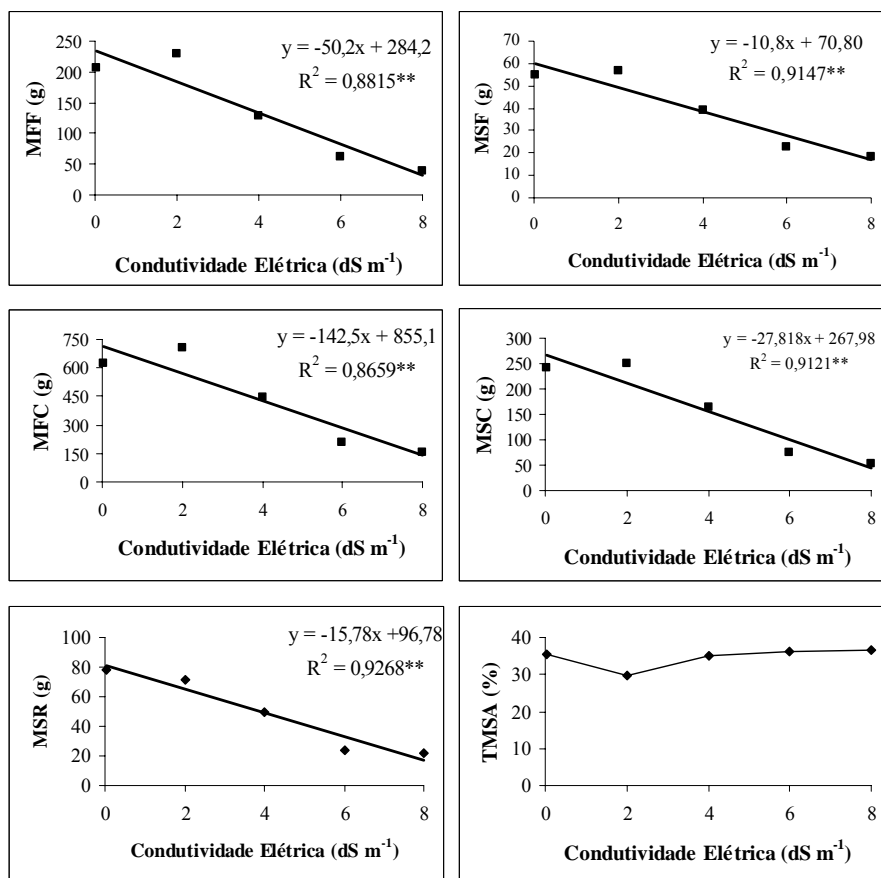 y = -50,2x + 284,2
R² = 0,8815**
250
200
150
100
50
0
MFF (g)
0 2 4 6 8
Condutividade Elétrica (dS m⁻¹)
y = -10,8x + 70,80
R² = 0,9147**
70
60
50
40
30
20
10
0
MSF (g)
0 2 4 6 8
Condutividade Elétrica (dS m⁻¹)
y = -142,5x + 855,1
R² = 0,8659**
750
600
450
300
150
0
MFC (g)
0 2 4 6 8
Condutividade Elétrica (dS m⁻¹)
y = -27,818x + 267,98
R² = 0,9121**
300
250
200
150
100
50
0
MSC (g)
0 2 4 6 8
Condutividade Elétrica (dS m⁻¹)
y = -15,78x +96,78
R² = 0,9268**
100
80
60
40
20
0
MSR (g)
0 2 4 6 8
Condutividade Elétrica (dS m⁻¹)
40
30
20
10
0
TMSA (%)
0 2 4 6 8
Condutividade Elétrica (dS m⁻¹)